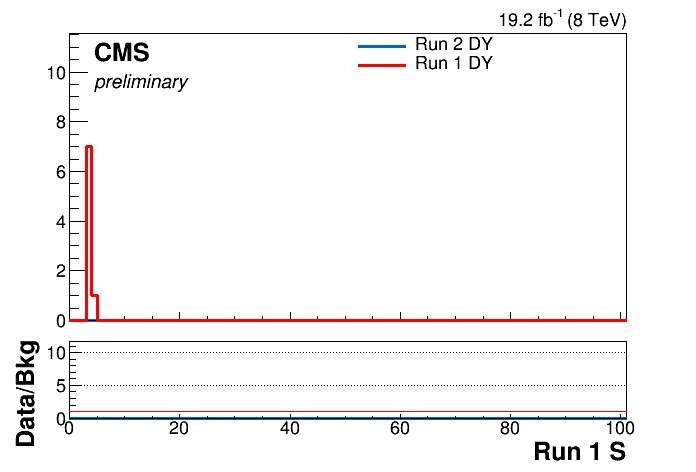 19.2 fb-1 (8 TeV)
CMS
preliminary
Run 2 DY
Run 1 DY
10
8
6
4
2
0
Data/Bkg
10
5
0
0 20 40 60 80 100
Run 1 S